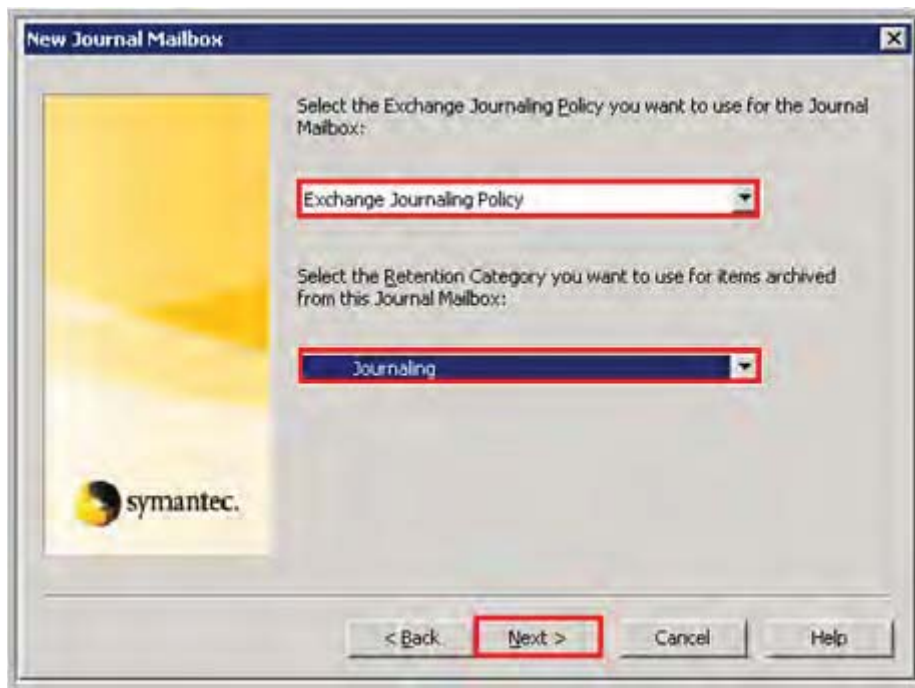 New Journal Mailbox
Select the Exchange Journaling Policy you want to use for the Journal
Mailbox:
Exchange Journaling Policy
Select the Retention Category you want to use for items archived
from this Journal Mailbox:
Journaling
symantec.
< Back
Next >
Cancel
Help